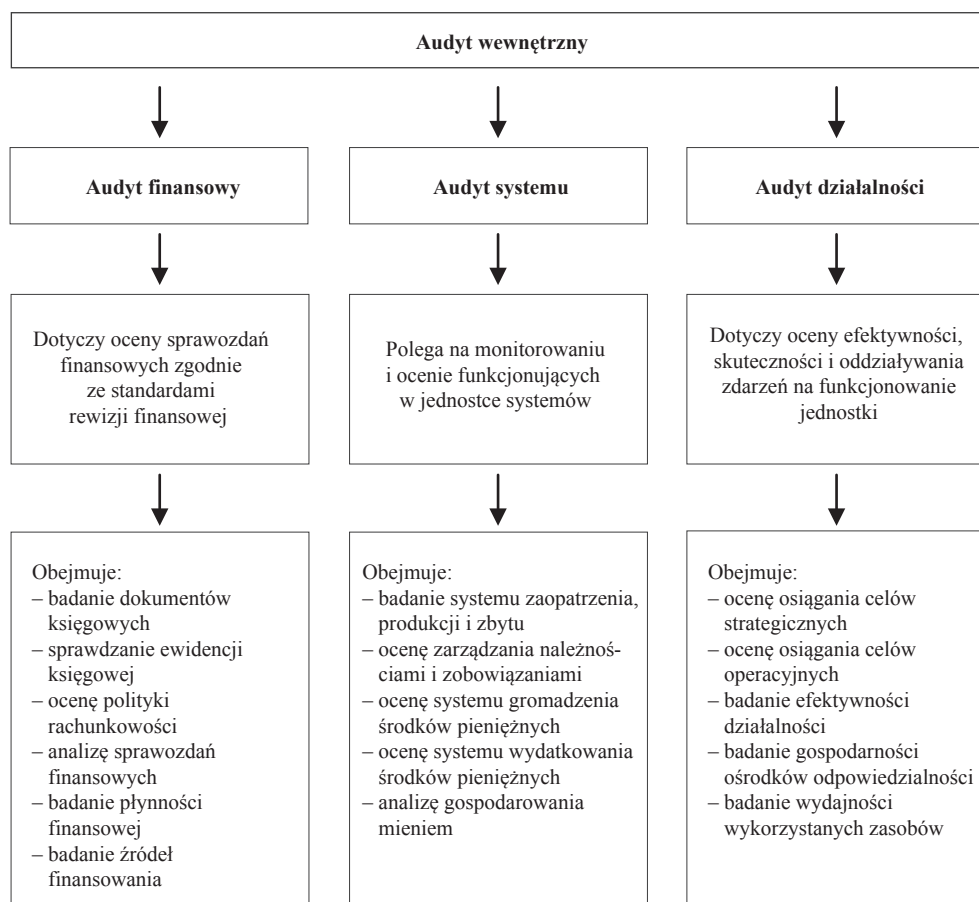 Audyt wewnętrzny
Audyt finansowy
Audyt systemu
Audyt działalności
Dotyczy oceny sprawozdań
finansowych zgodnie
ze standardami
rewizji finansowej
Polega na monitorowaniu
i ocenie funkcjonujących
w jednostce systemów
Dotyczy oceny efektywności,
skuteczności i oddziaływania
zdarzeń na funkcjonowanie
jednostki
Obejmuje:
– badanie dokumentów
księgowych
– sprawdzanie ewidencji
księgowej
– ocenę polityki
rachunkowości
– analizę sprawozdań
finansowych
– badanie płynności
finansowej
– badanie źródeł
finansowania
Obejmuje:
– badanie systemu zaopatrzenia,
produkcji i zbytu
– ocenę zarządzania należnoś-
ciami i zobowiązaniami
– ocenę systemu gromadzenia
środków pieniężnych
– ocenę systemu wydatkowania
środków pieniężnych
– analizę gospodarowania
mieniem
Obejmuje:
– ocenę osiągania celów
strategicznych
– ocenę osiągania celów
operacyjnych
– badanie efektywności
działalności
– badanie gospodarności
ośrodków odpowiedzialności
– badanie wydajności
wykorzystanych zasobów